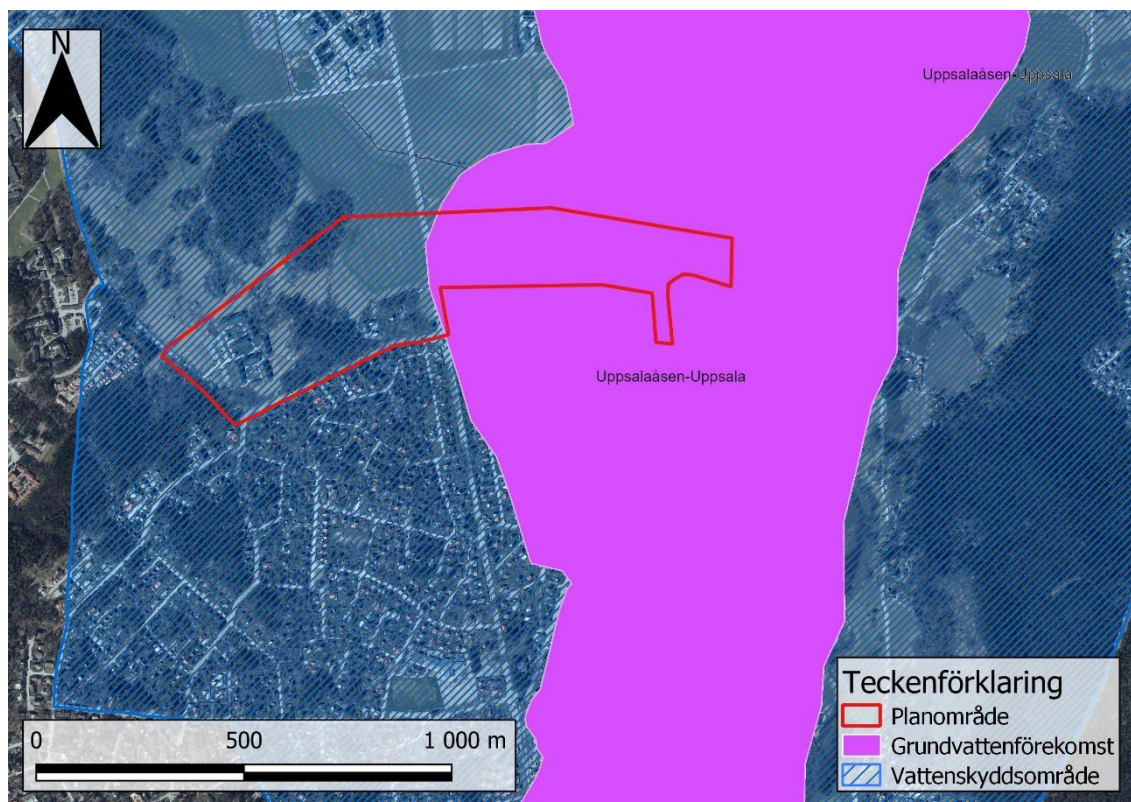 N
Uppsalaåsen-Uppsala
Uppsalaåsen-Uppsala
0 500 1 000 m
Teckenförklaring
Planområde
Grundvattenförekomst
Vattenskyddsområde